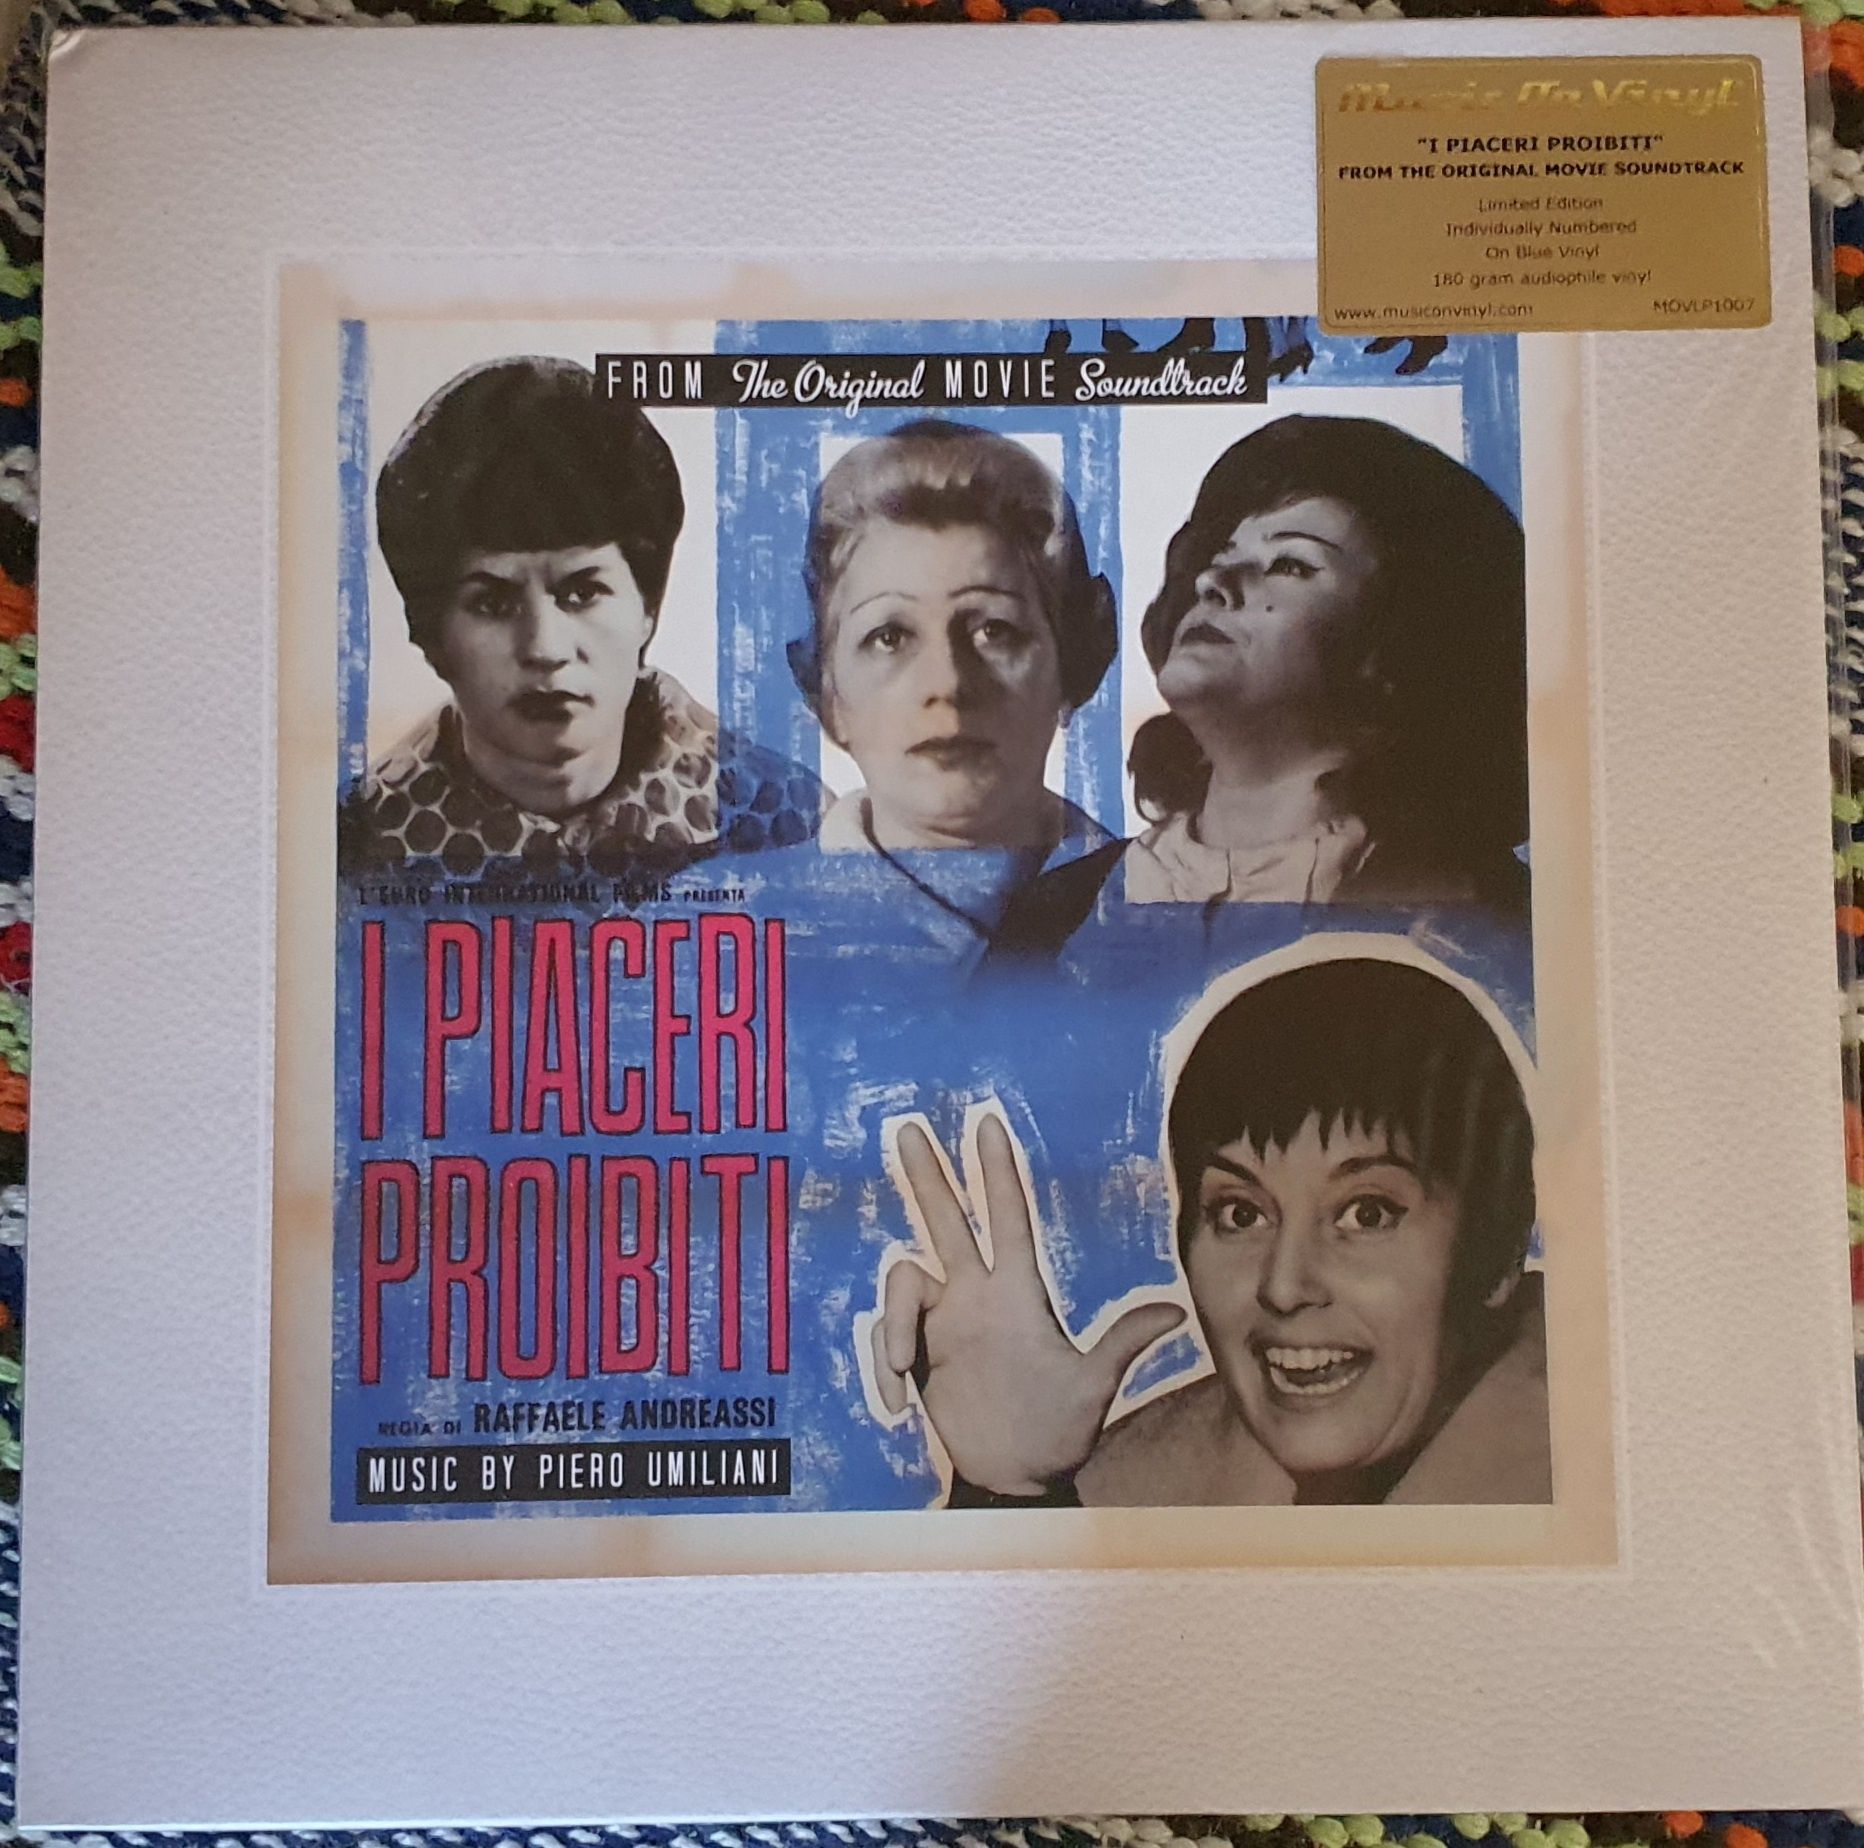 Music On Vinyl
"I PIACERI PROIBITI"
FROM THE ORIGINAL MOVIE SOUNDTRACK
Limited Edition
Individually Numbered
On Blue Vinyl
180 gram audiophile vinyl
www.musiconvinyl.com MOVLP1007
FROM The Original MOVIE Soundtrack
L'EURO INTERNATIONAL FILMS PRESENTA
I PIACERI
PROIBITI
REGIA DI RAFFAELE ANDREASSI
MUSIC BY PIERO UMILIANI